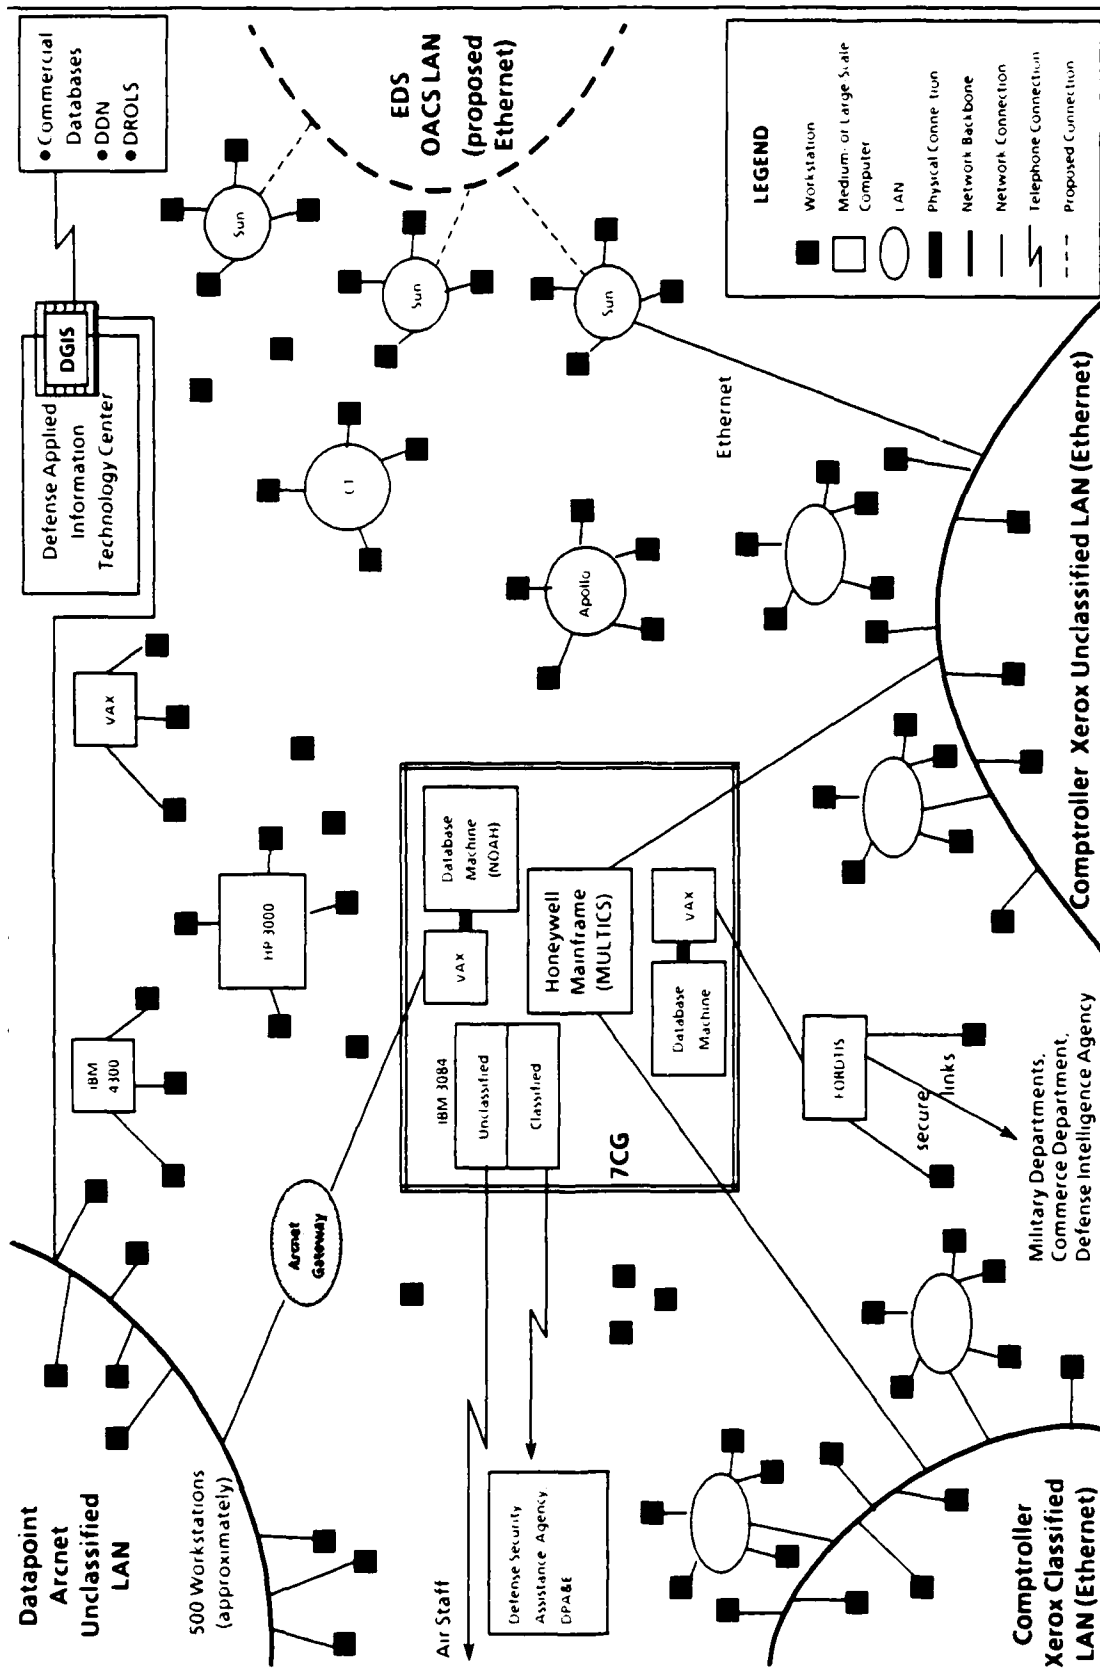 Datapoint
Arcnet
Unclassified
LAN
500 Workstations
(approximately)
Arcnet
Gateway
IBM
4300
HP 3000
VAX
Defense Applied
Information
Technology Center
DGIS
● Commercial
Databases
● DDN
● DROLS
Sun
Sun
Sun
EDS
OACS LAN
(proposed
Ethernet)
Apollo
Ethernet
Air Staff
Defense Security
Assistance Agency,
DPA&E
IBM 3084
Unclassified
Classified
7CG
VAX
Database
Machine
(NOAH)
Honeywell
Mainframe
(MULTICS)
Database
Machine
VAX
FORDTIS
secure
links
Military Departments,
Commerce Department,
Defense Intelligence Agency
Comptroller
Xerox Classified
LAN (Ethernet)
Comptroller Xerox Unclassified LAN (Ethernet)
LEGEND
Workstation
Medium- or Large Scale
Computer
LAN
Physical Connection
Network Backbone
Network Connection
Telephone Connection
Proposed Connection